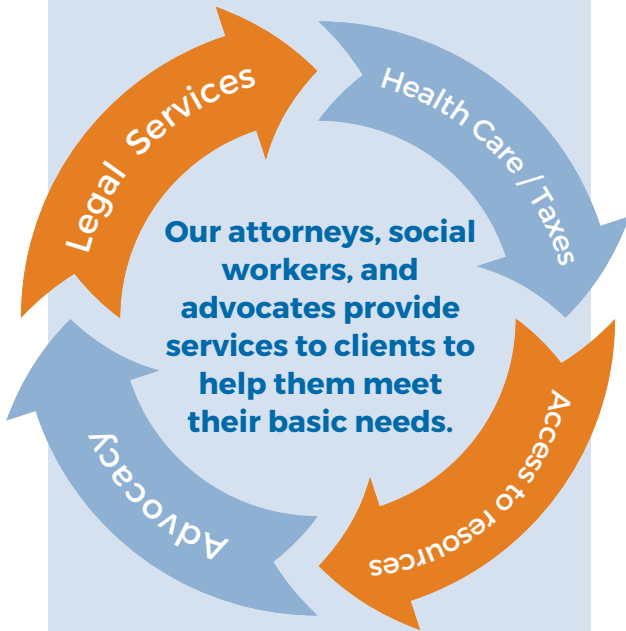 Legal Services
Health Care / Taxes
Access to resources
Advocacy
Our attorneys, social
workers, and
advocates provide
services to clients to
help them meet
their basic needs.